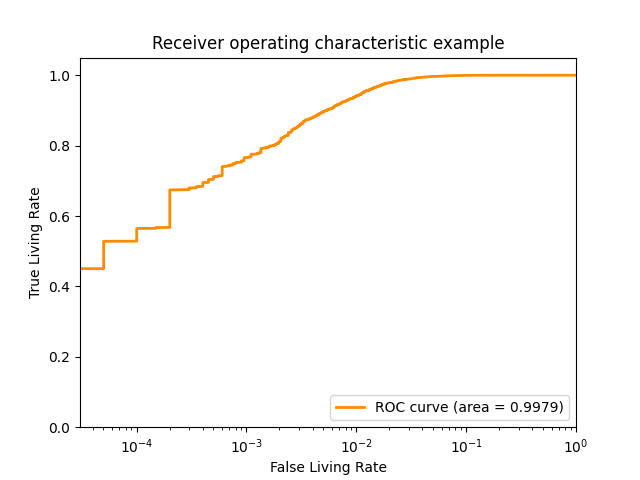 Receiver operating characteristic example
True Living Rate
1.0
0.8
0.6
0.4
0.2
0.0
ROC curve (area = 0.9979)
10⁻⁴ 10⁻³ 10⁻² 10⁻¹ 10⁰
False Living Rate